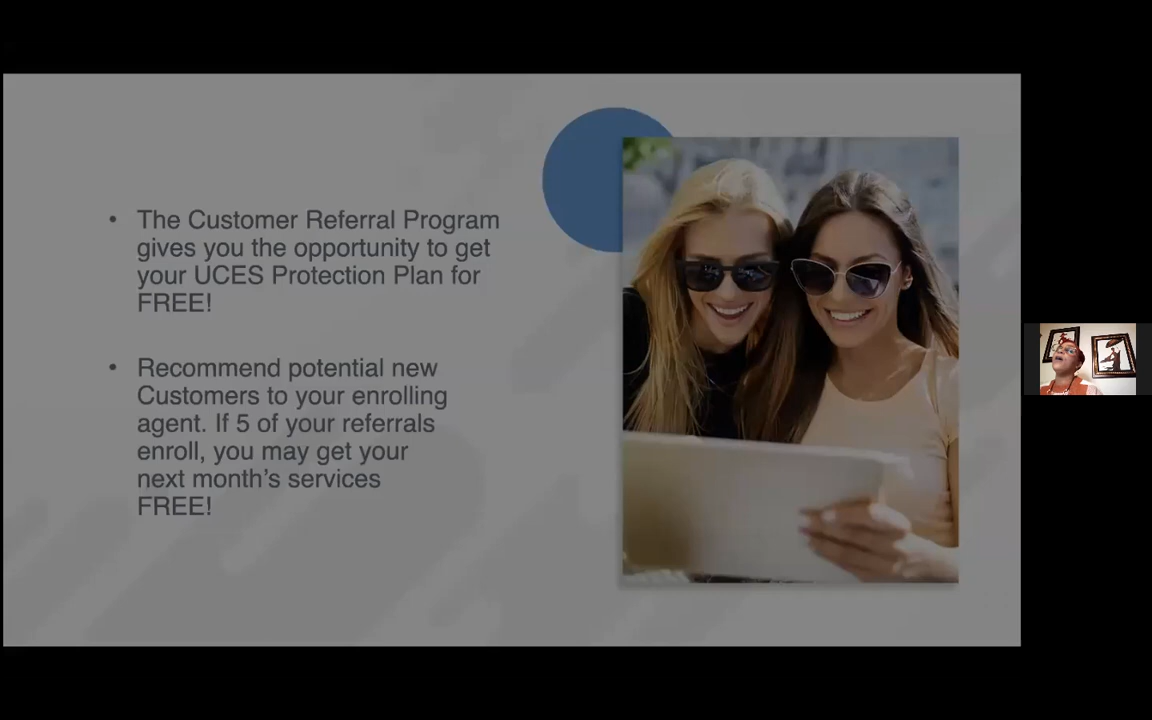 • The Customer Referral Program
gives you the opportunity to get
your UCES Protection Plan for
FREE!
• Recommend potential new
Customers to your enrolling
agent. If 5 of your referrals
enroll, you may get your
next month's services
FREE!